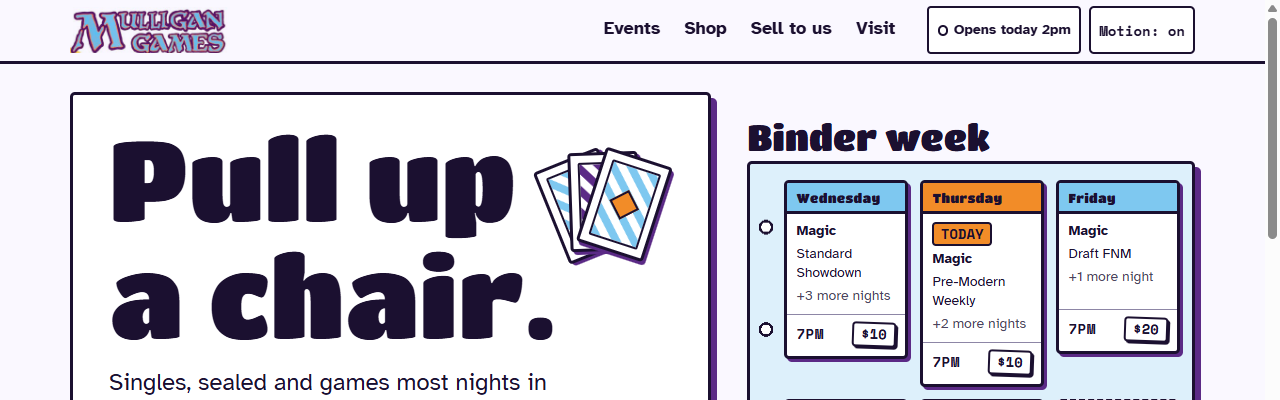 MULLIGAN
GAMES
Events
Shop
Sell to us
Visit
Opens today 2pm
Motion: on
Pull up
a chair.
Singles, sealed and games most nights in
Binder week
Wednesday
Magic
Standard
Showdown
+3 more nights
7PM
$10
Thursday
TODAY
Magic
Pre-Modern
Weekly
+2 more nights
7PM
$10
Friday
Magic
Draft FNM
+1 more night
7PM
$20